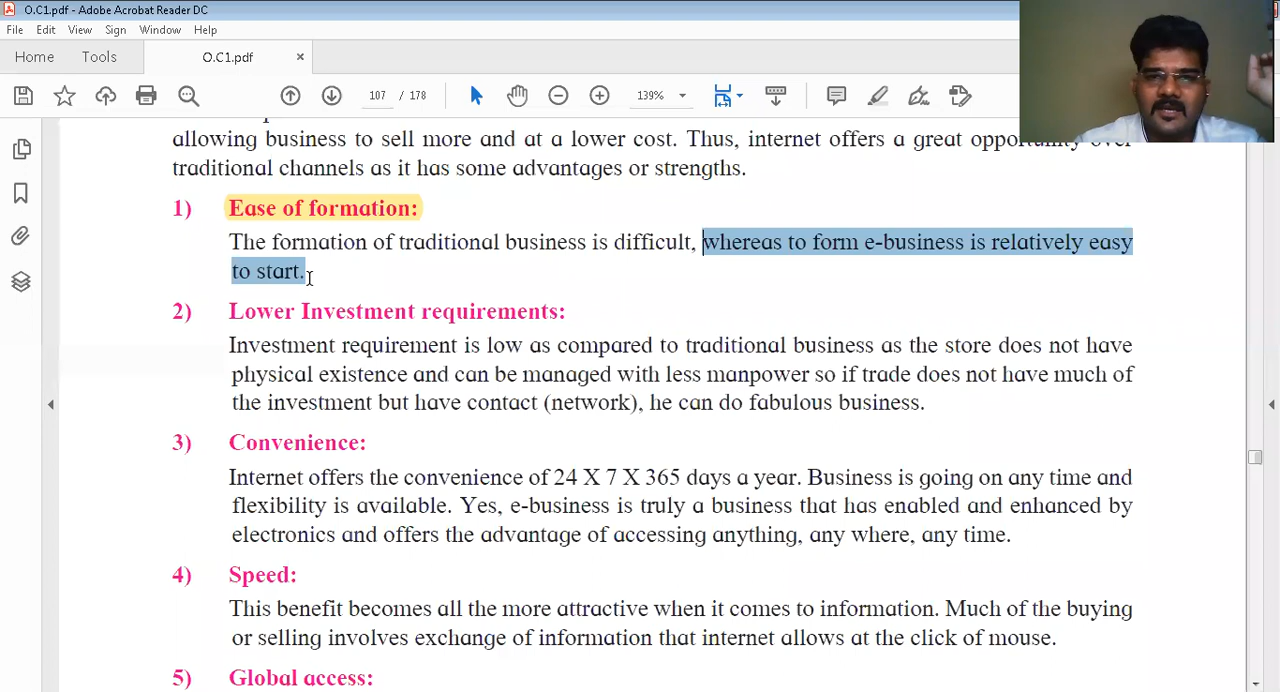 O.C1.pdf - Adobe Acrobat Reader DC
File Edit View Sign Window Help
Home Tools O.C1.pdf ×
107 / 178 139%
allowing business to sell more and at a lower cost. Thus, internet offers a great opportunity over
traditional channels as it has some advantages or strengths.
1) Ease of formation:
The formation of traditional business is difficult, whereas to form e-business is relatively easy
to start.
2) Lower Investment requirements:
Investment requirement is low as compared to traditional business as the store does not have
physical existence and can be managed with less manpower so if trade does not have much of
the investment but have contact (network), he can do fabulous business.
3) Convenience:
Internet offers the convenience of 24 X 7 X 365 days a year. Business is going on any time and
flexibility is available. Yes, e-business is truly a business that has enabled and enhanced by
electronics and offers the advantage of accessing anything, any where, any time.
4) Speed:
This benefit becomes all the more attractive when it comes to information. Much of the buying
or selling involves exchange of information that internet allows at the click of mouse.
5) Global access: